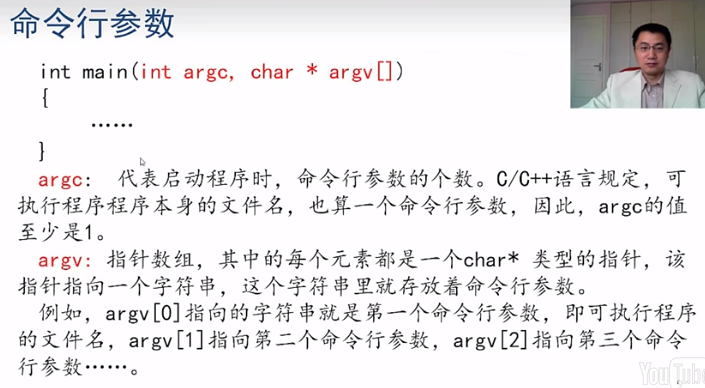 命令行参数
int main(int argc, char * argv[])
{
……
}
argc: 代表启动程序时，命令行参数的个数。C/C++语言规定，可
执行程序程序本身的文件名，也算一个命令行参数，因此，argc的值
至少是1。
argv: 指针数组，其中的每个元素都是一个char* 类型的指针，该
指针指向一个字符串，这个字符串里就存放着命令行参数。
例如，argv[0]指向的字符串就是第一个命令行参数，即可执行程序
的文件名，argv[1]指向第二个命令行参数，argv[2]指向第三个命令
行参数……。
YouTube